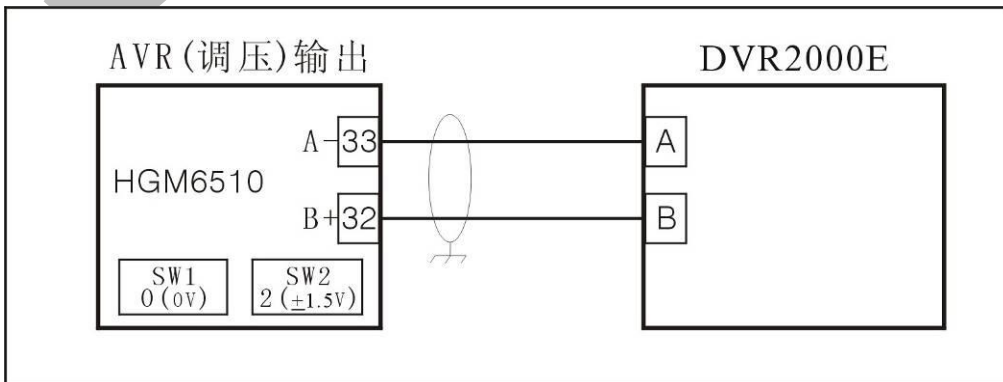 AVR(调压)输出
DVR2000E
A-33
A
HGM6510
B+32
B
SW1
0(0V)
SW2
2(±1.5V)